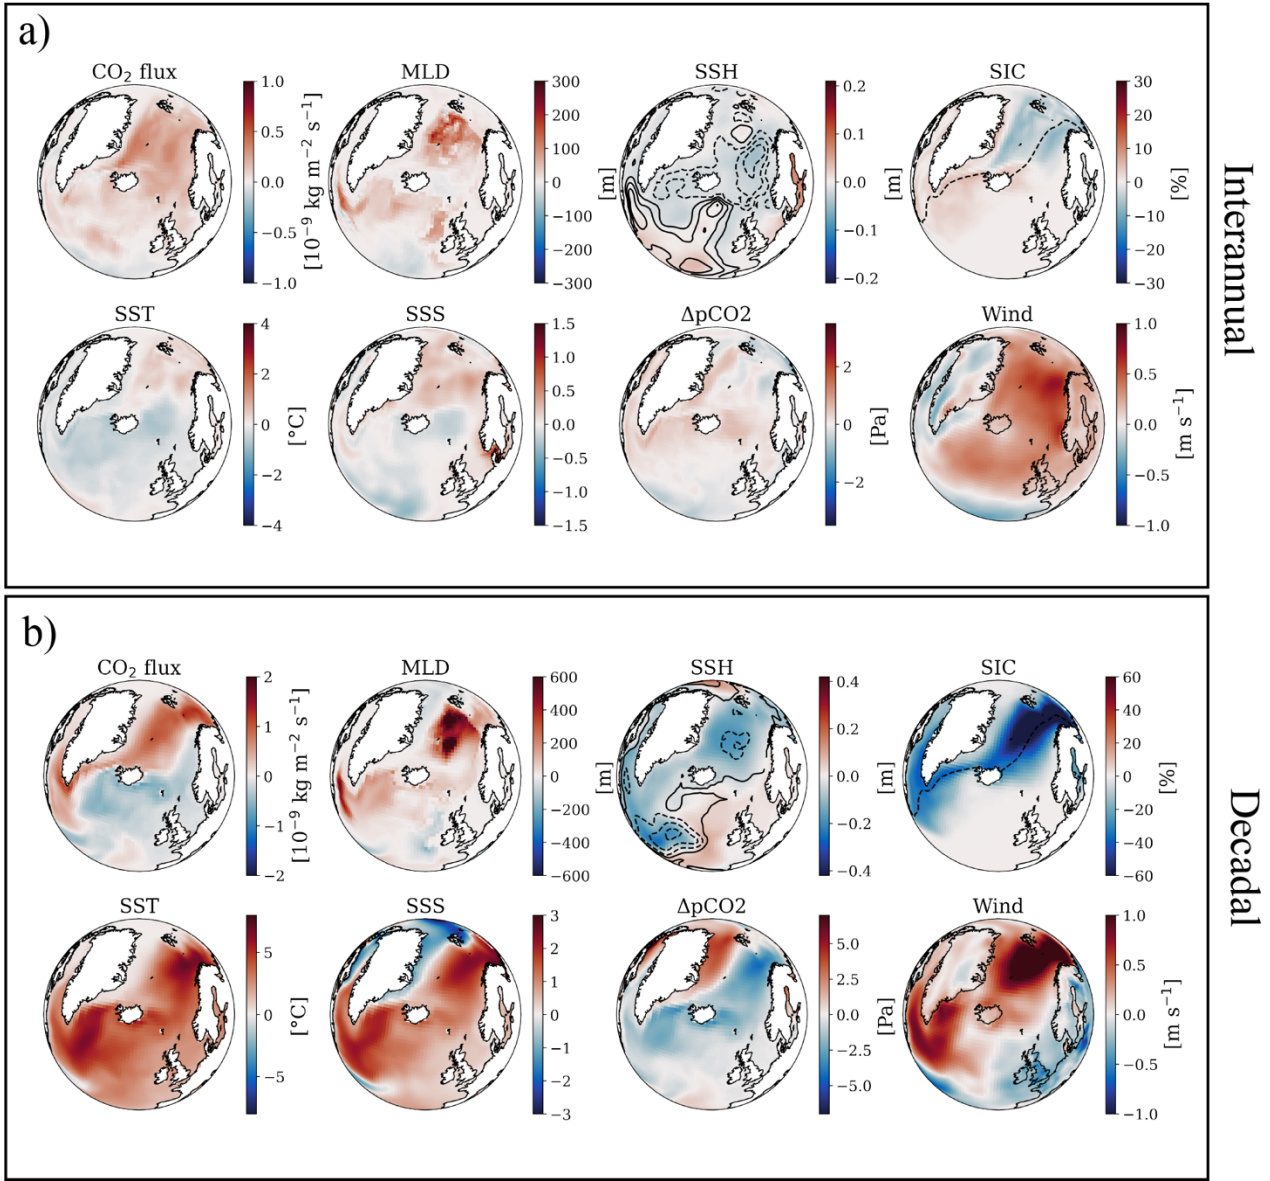 a)
Interannual
CO₂ flux
1.0
0.5
0.0
−0.5
−1.0
[10⁻⁹ kg m⁻² s⁻¹]
MLD
300
200
100
0
−100
−200
−300
[m]
SSH
0.2
0.1
0.0
−0.1
−0.2
[m]
SIC
30
20
10
0
−10
−20
−30
[%]
SST
4
2
0
−2
−4
[°C]
SSS
1.5
1.0
0.5
0.0
−0.5
−1.0
−1.5
ΔpCO2
2
0
−2
[Pa]
Wind
1.0
0.5
0.0
−0.5
−1.0
[m s⁻¹]
b)
Decadal
CO₂ flux
2
1
0
−1
−2
[10⁻⁹ kg m⁻² s⁻¹]
MLD
600
400
200
0
−200
−400
−600
[m]
SSH
0.4
0.2
0.0
−0.2
−0.4
[m]
SIC
60
40
20
0
−20
−40
−60
[%]
SST
5
0
−5
[°C]
SSS
3
2
1
0
−1
−2
−3
ΔpCO2
5.0
2.5
0.0
−2.5
−5.0
[Pa]
Wind
1.0
0.5
0.0
−0.5
−1.0
[m s⁻¹]